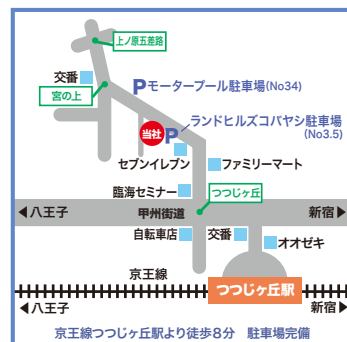 上ノ原五差路
交番
宮の上
Pモータープール駐車場(No34)
当社
P
ランドヒルズコバヤシ駐車場
(No3.5)
セブンイレブン
ファミリーマート
臨海セミナー
つつじヶ丘
◀八王子
甲州街道
新宿▶
自転車店
交番
オオゼキ
京王線
つつじヶ丘駅
◀八王子
新宿▶
京王線つつじヶ丘駅より徒歩8分 駐車場完備